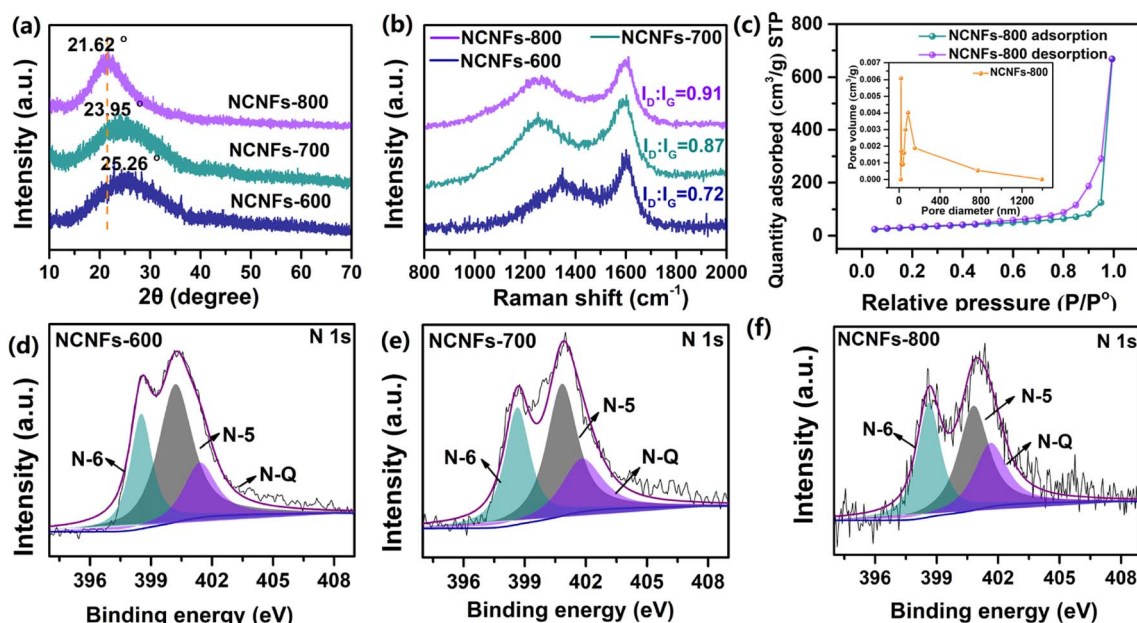 (a)
21.62 °
NCNFs-800
23.95 °
NCNFs-700
25.26 °
NCNFs-600
Intensity (a.u.)
10 20 30 40 50 60 70
2θ (degree)
(b)
NCNFs-800
NCNFs-700
NCNFs-600
I_D:I_G=0.91
I_D:I_G=0.87
I_D:I_G=0.72
Intensity (a.u.)
800 1000 1200 1400 1600 1800 2000
Raman shift (cm⁻¹)
(c)
NCNFs-800 adsorption
NCNFs-800 desorption
Quantity adsorbed (cm³/g) STP
800
600
400
200
0
NCNFs-800
Pore volume (cm³/g)
0.007
0.006
0.005
0.004
0.003
0.002
0.001
0.000
0 400 800 1200
Pore diameter (nm)
0.0 0.2 0.4 0.6 0.8 1.0
Relative pressure (P/P⁰)
(d)
NCNFs-600
N 1s
N-6
N-5
N-Q
Intensity (a.u.)
396 399 402 405 408
Binding energy (eV)
(e)
NCNFs-700
N 1s
N-6
N-5
N-Q
Intensity (a.u.)
396 399 402 405 408
Binding energy (eV)
(f)
NCNFs-800
N 1s
N-6
N-5
N-Q
Intensity (a.u.)
396 399 402 405 408
Binding energy (eV)